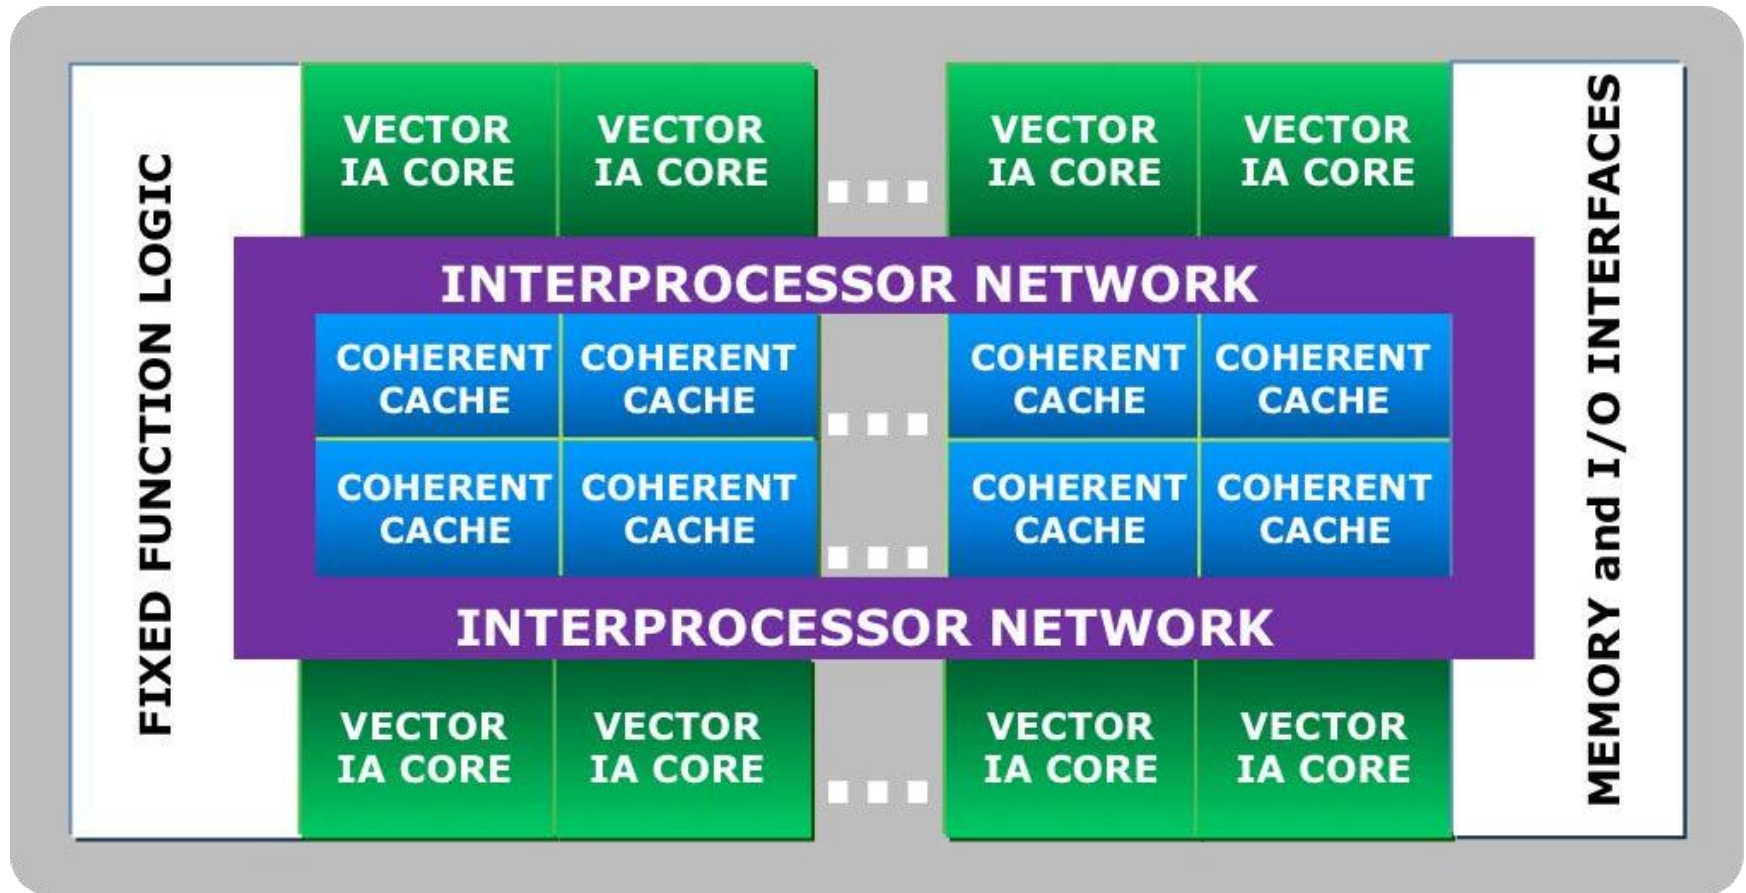 FIXED FUNCTION LOGIC
VECTOR
IA CORE
VECTOR
IA CORE
VECTOR
IA CORE
VECTOR
IA CORE
INTERPROCESSOR NETWORK
COHERENT
CACHE
COHERENT
CACHE
COHERENT
CACHE
COHERENT
CACHE
COHERENT
CACHE
COHERENT
CACHE
COHERENT
CACHE
COHERENT
CACHE
INTERPROCESSOR NETWORK
VECTOR
IA CORE
VECTOR
IA CORE
VECTOR
IA CORE
VECTOR
IA CORE
MEMORY and I/O INTERFACES